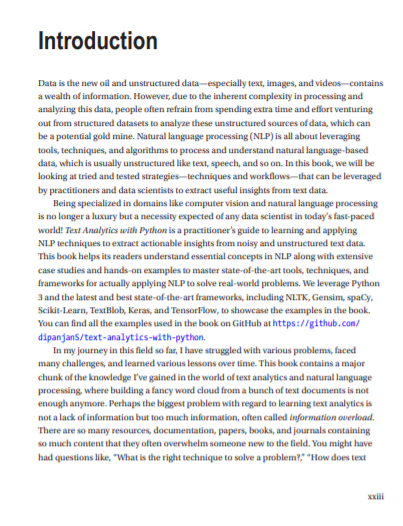 Introduction
Data is the new oil and unstructured data—especially text, images, and videos—contains
a wealth of information. However, due to the inherent complexity in processing and
analyzing this data, people often refrain from spending extra time and effort venturing
out from structured datasets to analyze these unstructured sources of data, which can
be a potential gold mine. Natural language processing (NLP) is all about leveraging
tools, techniques, and algorithms to process and understand natural language-based
data, which is usually unstructured like text, speech, and so on. In this book, we will be
looking at tried and tested strategies—techniques and workflows—that can be leveraged
by practitioners and data scientists to extract useful insights from text data.
Being specialized in domains like computer vision and natural language processing
is no longer a luxury but a necessity expected of any data scientist in today's fast-paced
world! Text Analytics with Python is a practitioner's guide to learning and applying
NLP techniques to extract actionable insights from noisy and unstructured text data.
This book helps its readers understand essential concepts in NLP along with extensive
case studies and hands-on examples to master state-of-the-art tools, techniques, and
frameworks for actually applying NLP to solve real-world problems. We leverage Python
3 and the latest and best state-of-the-art frameworks, including NLTK, Gensim, spaCy,
Scikit-Learn, TextBlob, Keras, and TensorFlow, to showcase the examples in the book.
You can find all the examples used in the book on GitHub at https://github.com/
dipanjanS/text-analytics-with-python.
In my journey in this field so far, I have struggled with various problems, faced
many challenges, and learned various lessons over time. This book contains a major
chunk of the knowledge I've gained in the world of text analytics and natural language
processing, where building a fancy word cloud from a bunch of text documents is not
enough anymore. Perhaps the biggest problem with regard to learning text analytics is
not a lack of information but too much information, often called information overload.
There are so many resources, documentation, papers, books, and journals containing
so much content that they often overwhelm someone new to the field. You might have
had questions like, "What is the right technique to solve a problem?," "How does text
xxiii